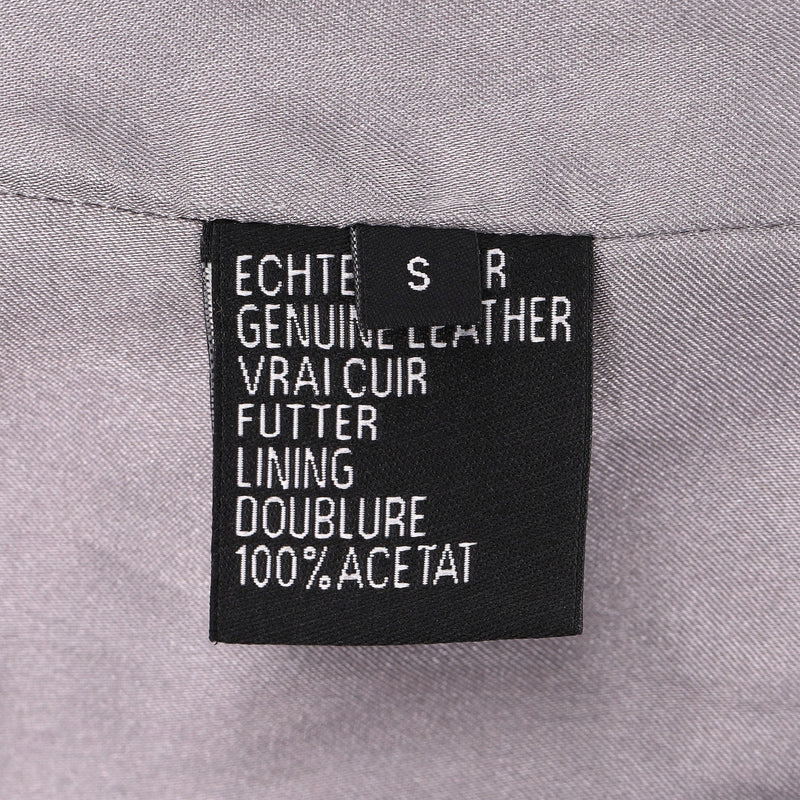 S
ECHTE
GENUINE LEATHER
VRAI CUIR
FUTTER
LINING
DOUBLURE
100% ACETAT